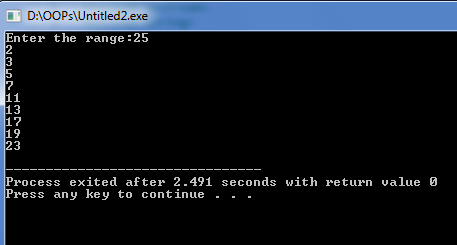 D:\OOPs\Untitled2.exe
Enter the range:25
2
3
5
7
11
13
17
19
23
--------------------------------
Process exited after 2.491 seconds with return value 0
Press any key to continue . . .